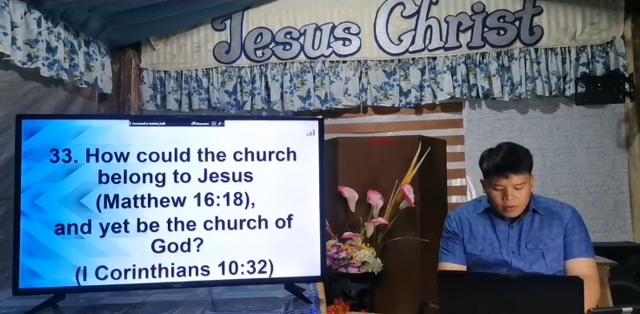 Jesus Christ
33. How could the church
belong to Jesus
(Matthew 16:18),
and yet be the church of
God?
(I Corinthians 10:32)